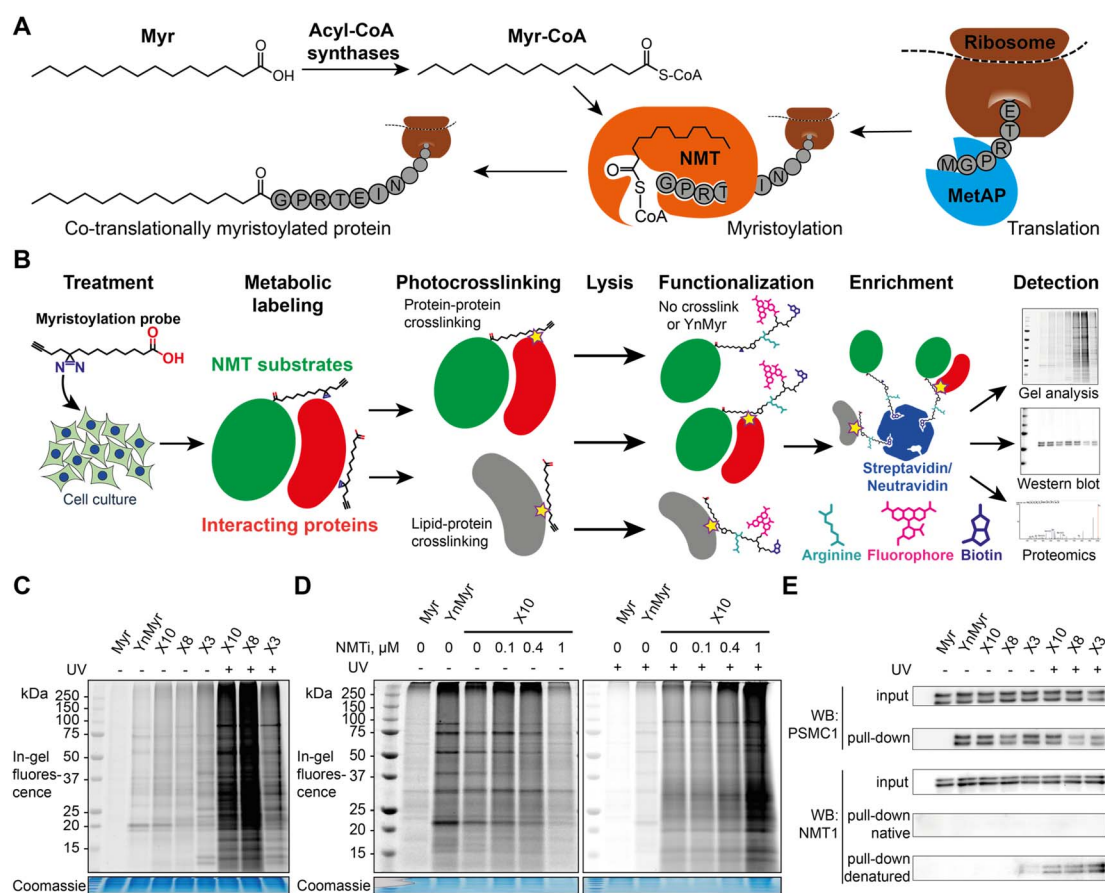 A
Myr
Acyl-CoA
synthases
Myr-CoA
O
OH
O
S-CoA
Ribosome
E
T
R
P
G
M
MetAP
Translation
NMT
O
S
CoA
G P R T I N
Myristoylation
O
G P R T E I N
Co-translationally myristoylated protein
B
Treatment
Metabolic
labeling
Photocrosslinking
Lysis
Functionalization
Enrichment
Detection
Myristoylation probe
O
OH
N=N
Cell culture
NMT substrates
Interacting proteins
Protein-protein
crosslinking
Lipid-protein
crosslinking
No crosslink
or YnMyr
Streptavidin/
Neutravidin
Arginine
Fluorophore
Biotin
Gel analysis
Western blot
Proteomics
C
Myr YnMyr X10 X8 X3 X10 X8 X3
UV - - - - - + + +
kDa
250
150
100
75
50
37
25
20
15
In-gel
fluores-
cence
Coomassie
D
Myr YnMyr X10 Myr YnMyr X10
NMTi, µM 0 0 0 0.1 0.4 1 0 0 0 0.1 0.4 1
UV - - - - - - + + + + + +
kDa
250
150
100
75
50
37
25
20
15
In-gel
fluores-
cence
Coomassie
E
Myr YnMyr X10 X8 X3 X10 X8 X3
UV - - - - - + + +
WB:
PSMC1
input
pull-down
WB:
NMT1
input
pull-down
native
pull-down
denatured